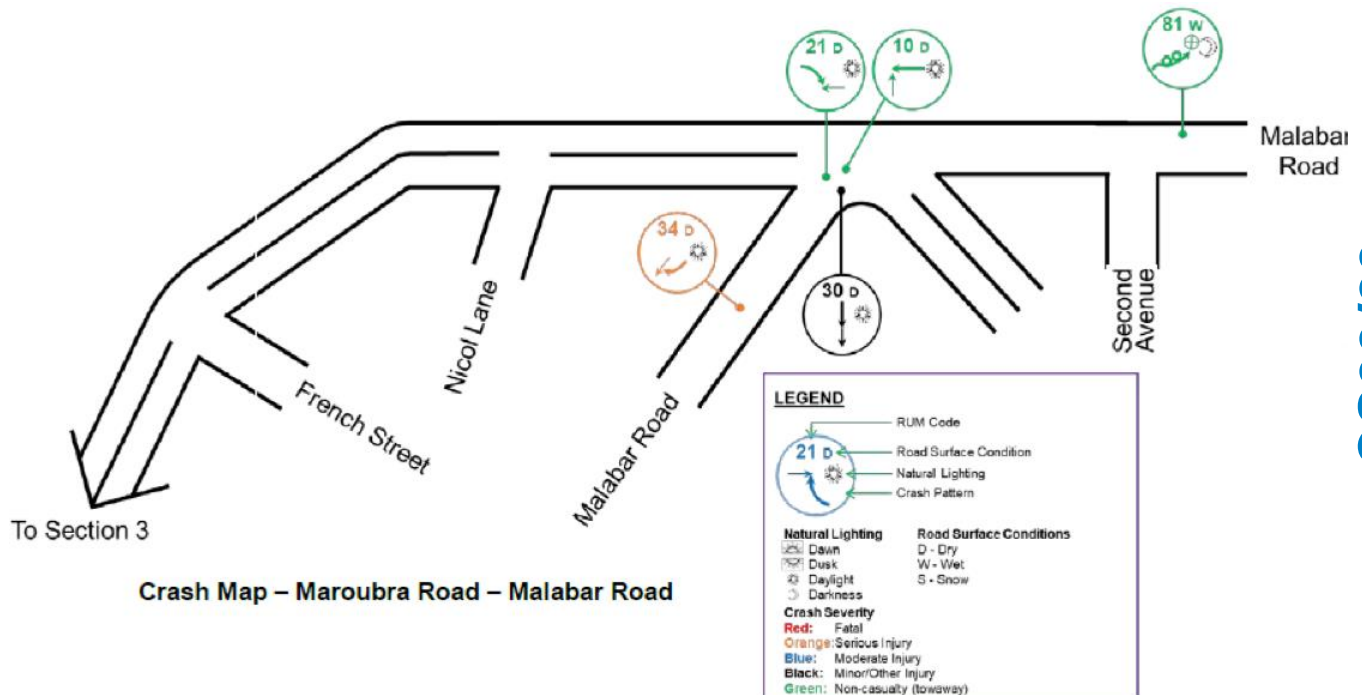 81 W
21 D
10 D
Malabar
Road
34 D
30 D
Second
Avenue
Nicol Lane
French Street
Malabar Road
To Section 3
Crash Map – Maroubra Road – Malabar Road
LEGEND
RUM Code
21 D
Road Surface Condition
Natural Lighting
Crash Pattern
Natural Lighting Road Surface Conditions
Dawn D - Dry
Dusk W - Wet
Daylight S - Snow
Darkness
Crash Severity
Red: Fatal
Orange: Serious Injury
Blue: Moderate Injury
Black: Minor/Other Injury
Green: Non-casualty (towaway)